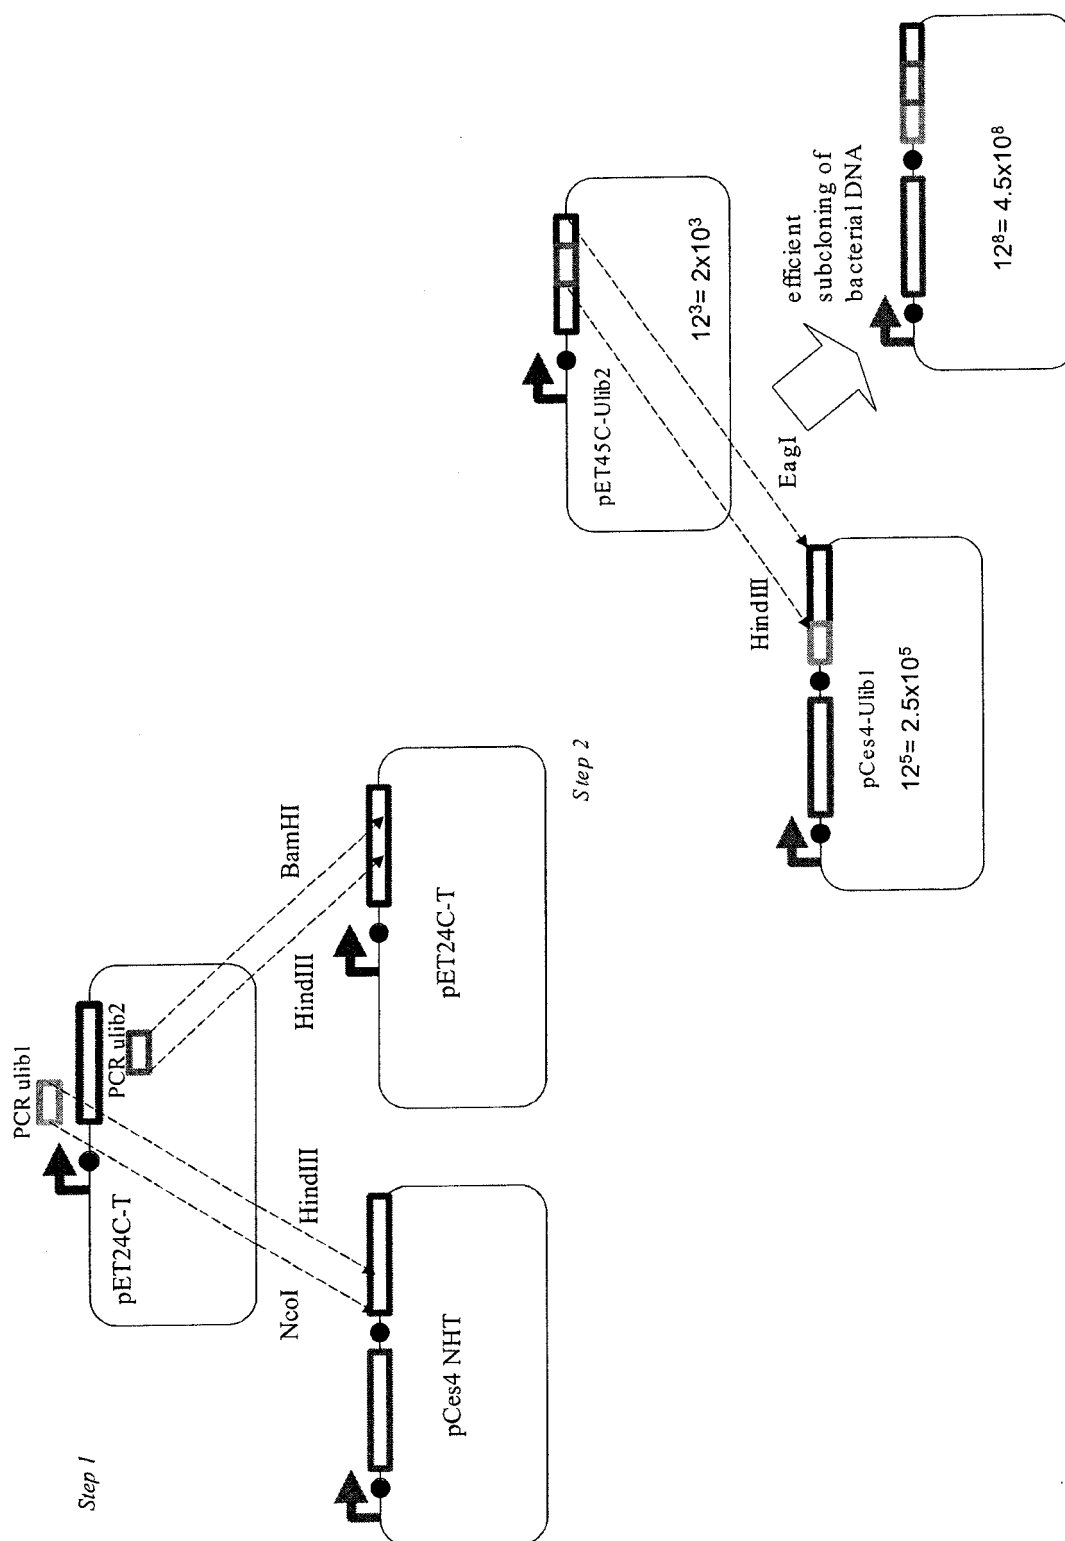 Step 1
pET24C-T
PCR ulib1
PCR ulib2
NcoI
HindIII
HindIII
BamHI
pCes4 NHT
pET24C-T
Step 2
pET45C-Ulib2
12³= 2x10³
HindIII
EagI
pCes4-Ulib1
12⁵= 2.5x10⁵
efficient
subcloning of
bacterial DNA
12⁸= 4.5x10⁸